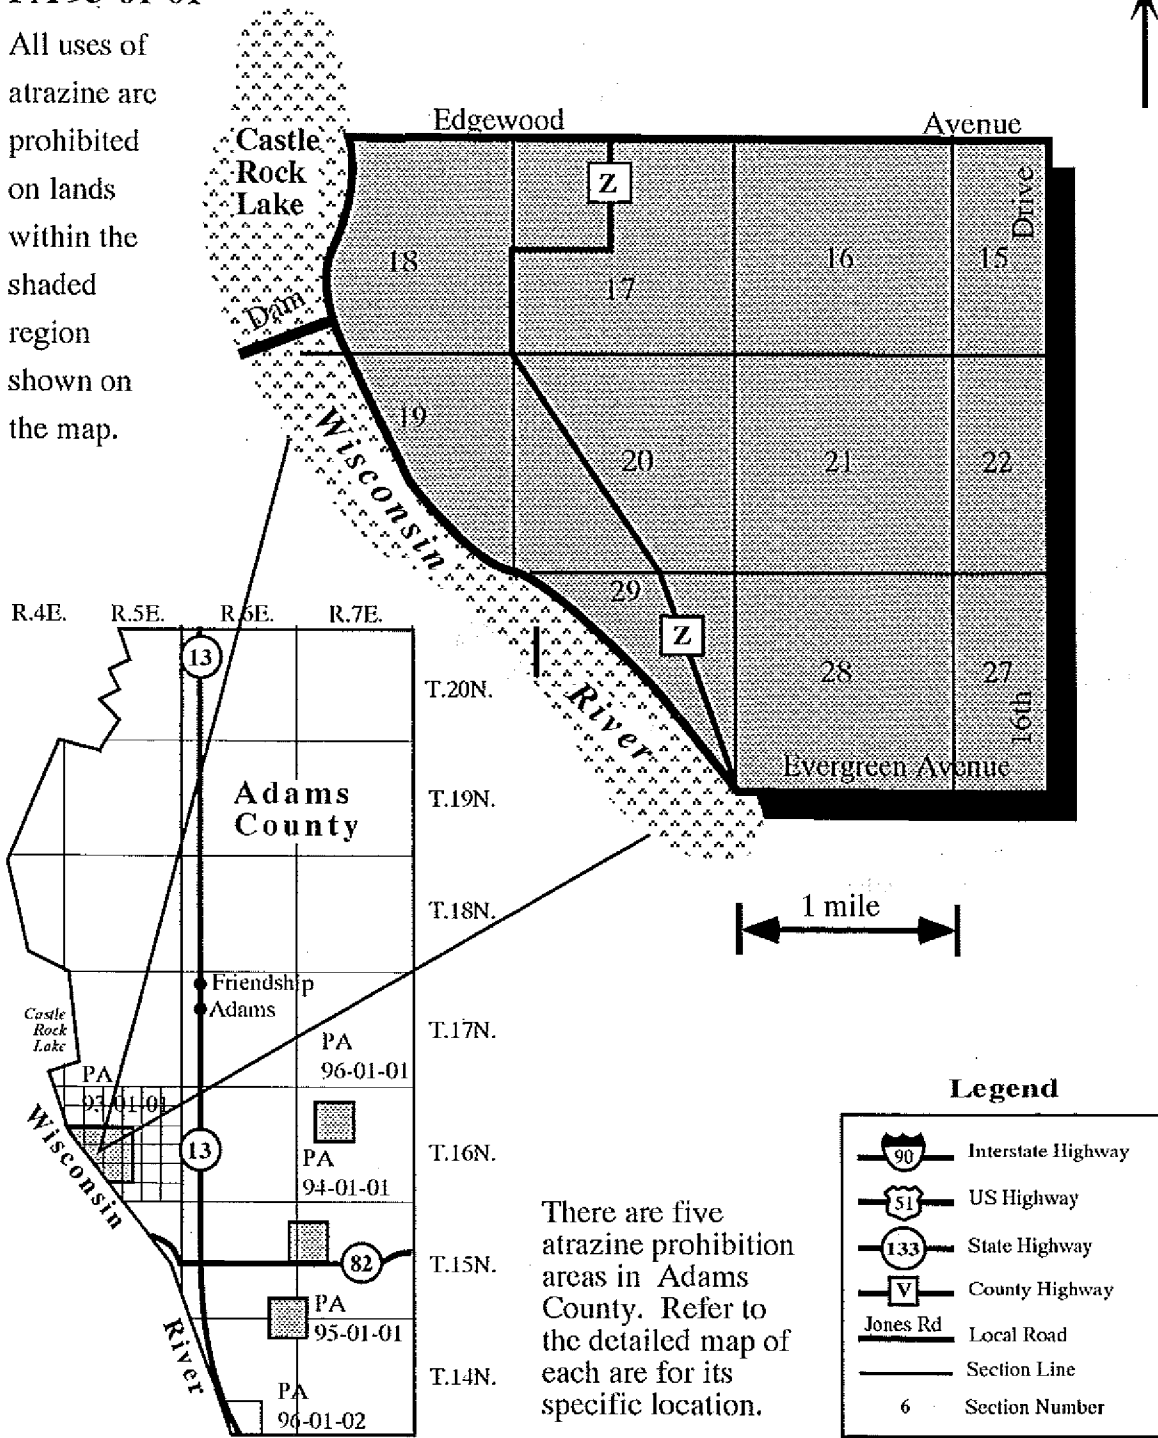 All uses of
atrazine are
prohibited
on lands
within the
shaded
region
shown on
the map.
Edgewood Avenue
Castle
Rock
Lake
Dam
Z
18
17
16
15
Drive
19
20
21
22
Wisconsin
River
29
Z
28
27
16th
Evergreen Avenue
1 mile
R.4E. R.5E. R.6E. R.7E.
13
T.20N.
Adams
County
T.19N.
T.18N.
Friendship
Adams
Castle
Rock
Lake
T.17N.
PA
96-01-01
PA
93-01-01
Wisconsin
13
T.16N.
PA
94-01-01
82
T.15N.
PA
95-01-01
River
T.14N.
PA
96-01-02
There are five
atrazine prohibition
areas in Adams
County. Refer to
the detailed map of
each are for its
specific location.
Legend
90 Interstate Highway
51 US Highway
133 State Highway
V County Highway
Jones Rd Local Road
Section Line
6 Section Number